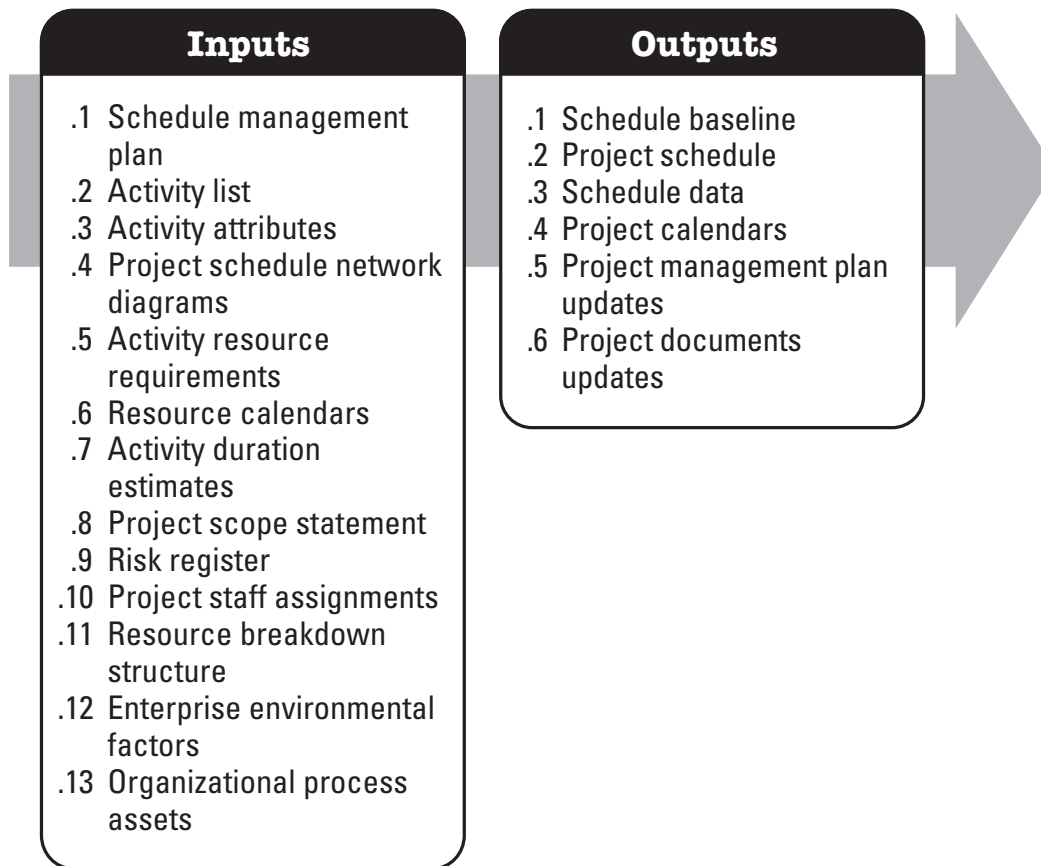 Inputs
.1 Schedule management
plan
.2 Activity list
.3 Activity attributes
.4 Project schedule network
diagrams
.5 Activity resource
requirements
.6 Resource calendars
.7 Activity duration
estimates
.8 Project scope statement
.9 Risk register
.10 Project staff assignments
.11 Resource breakdown
structure
.12 Enterprise environmental
factors
.13 Organizational process
assets
Outputs
.1 Schedule baseline
.2 Project schedule
.3 Schedule data
.4 Project calendars
.5 Project management plan
updates
.6 Project documents
updates